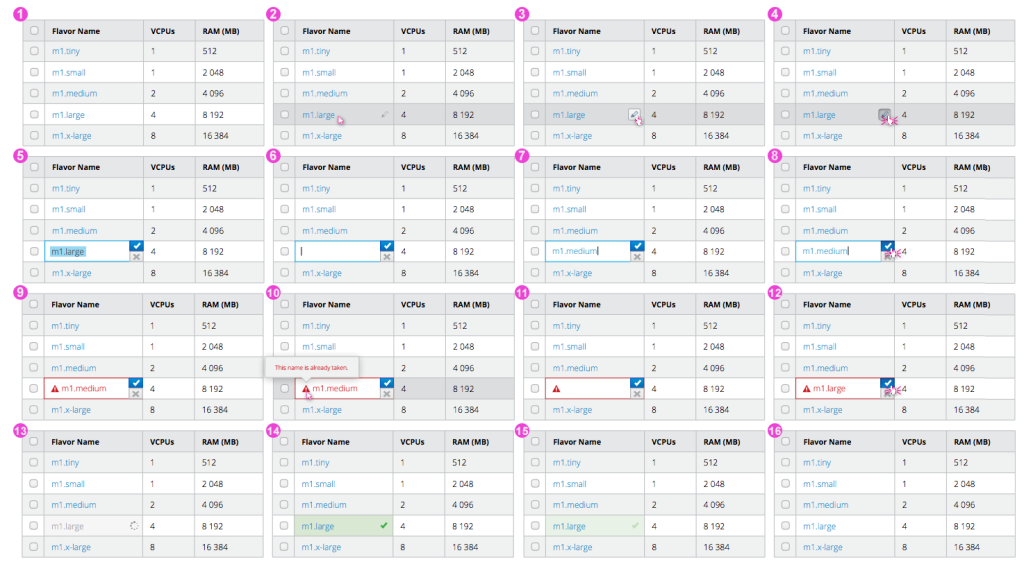 1 2 3 4
Flavor Name VCPUs RAM (MB) Flavor Name VCPUs RAM (MB) Flavor Name VCPUs RAM (MB) Flavor Name VCPUs RAM (MB)
m1.tiny 1 512 m1.tiny 1 512 m1.tiny 1 512 m1.tiny 1 512
m1.small 1 2 048 m1.small 1 2 048 m1.small 1 2 048 m1.small 1 2 048
m1.medium 2 4 096 m1.medium 2 4 096 m1.medium 2 4 096 m1.medium 2 4 096
m1.large 4 8 192 m1.large 4 8 192 m1.large 4 8 192 m1.large 4 8 192
m1.x-large 8 16 384 m1.x-large 8 16 384 m1.x-large 8 16 384 m1.x-large 8 16 384
5 6 7 8
Flavor Name VCPUs RAM (MB) Flavor Name VCPUs RAM (MB) Flavor Name VCPUs RAM (MB) Flavor Name VCPUs RAM (MB)
m1.tiny 1 512 m1.tiny 1 512 m1.tiny 1 512 m1.tiny 1 512
m1.small 1 2 048 m1.small 1 2 048 m1.small 1 2 048 m1.small 1 2 048
m1.medium 2 4 096 m1.medium 2 4 096 m1.medium 2 4 096 m1.medium 2 4 096
m1.large 4 8 192 4 8 192 m1.medium 4 8 192 m1.medium 4 8 192
m1.x-large 8 16 384 m1.x-large 8 16 384 m1.x-large 8 16 384 m1.x-large 8 16 384
9 10 11 12
Flavor Name VCPUs RAM (MB) Flavor Name VCPUs RAM (MB) Flavor Name VCPUs RAM (MB) Flavor Name VCPUs RAM (MB)
m1.tiny 1 512 m1.tiny 1 512 m1.tiny 1 512 m1.tiny 1 512
m1.small 1 2 048 m1.small 1 2 048 m1.small 1 2 048 m1.small 1 2 048
m1.medium 2 4 096 This name is already taken. 2 4 096 m1.medium 2 4 096 m1.medium 2 4 096
m1.medium 4 8 192 m1.medium 4 8 192 4 8 192 m1.large 4 8 192
m1.x-large 8 16 384 m1.x-large 8 16 384 m1.x-large 8 16 384 m1.x-large 8 16 384
13 14 15 16
Flavor Name VCPUs RAM (MB) Flavor Name VCPUs RAM (MB) Flavor Name VCPUs RAM (MB) Flavor Name VCPUs RAM (MB)
m1.tiny 1 512 m1.tiny 1 512 m1.tiny 1 512 m1.tiny 1 512
m1.small 1 2 048 m1.small 1 2 048 m1.small 1 2 048 m1.small 1 2 048
m1.medium 2 4 096 m1.medium 2 4 096 m1.medium 2 4 096 m1.medium 2 4 096
m1.large 4 8 192 m1.large 4 8 192 m1.large 4 8 192 m1.large 4 8 192
m1.x-large 8 16 384 m1.x-large 8 16 384 m1.x-large 8 16 384 m1.x-large 8 16 384